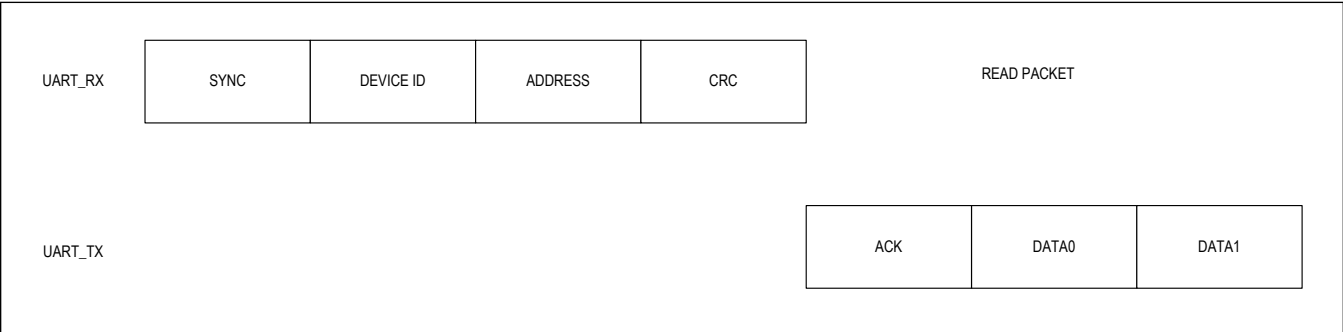 UART_RX SYNC DEVICE ID ADDRESS CRC READ PACKET
UART_TX ACK DATA0 DATA1